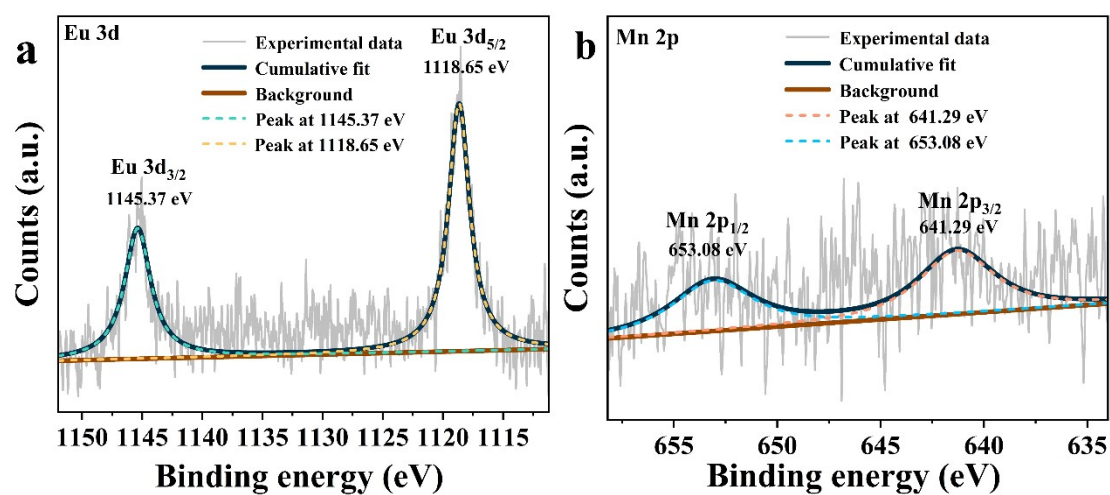 a
Eu 3d
Experimental data
Cumulative fit
Background
Peak at 1145.37 eV
Peak at 1118.65 eV
Eu 3d5/2
1118.65 eV
Eu 3d3/2
1145.37 eV
Counts (a.u.)
1150 1145 1140 1135 1130 1125 1120 1115
Binding energy (eV)
b
Mn 2p
Experimental data
Cumulative fit
Background
Peak at 641.29 eV
Peak at 653.08 eV
Mn 2p1/2
653.08 eV
Mn 2p3/2
641.29 eV
Counts (a.u.)
655 650 645 640 635
Binding energy (eV)